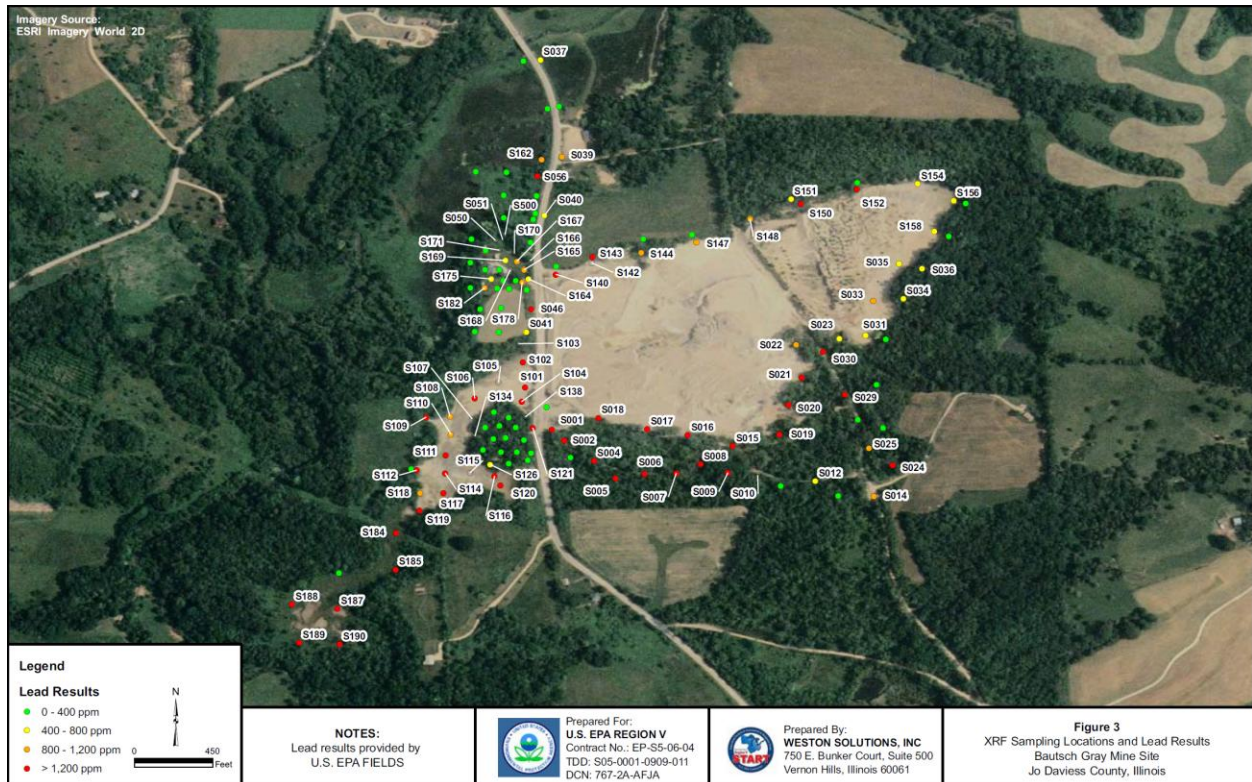 Imagery Source:
ESRI Imagery World 2D
S037
S162
S039
S056
S154
S151
S156
S051
S500
S040
S150
S152
S050
S170
S167
S148
S158
S171
S166
S147
S169
S165
S143
S144
S035
S175
S142
S036
S140
S164
S182
S033
S034
S046
S168
S178
S041
S023
S031
S103
S022
S107
S105
S102
S030
S106
S101
S021
S108
S134
S104
S110
S138
S029
S020
S109
S018
S001
S017
S016
S019
S002
S015
S025
S111
S115
S004
S008
S126
S006
S024
S112
S121
S012
S114
S005
S007
S009
S010
S118
S120
S014
S117
S116
S119
S184
S185
S188
S187
S189
S190
Legend
Lead Results
0 - 400 ppm
400 - 800 ppm
800 - 1,200 ppm
> 1,200 ppm
N
0 450
Feet
NOTES:
Lead results provided by
U.S. EPA FIELDS
Prepared For:
U.S. EPA REGION V
Contract No.: EP-S5-06-04
TDD: S05-0001-0909-011
DCN: 767-2A-AFJA
START
Prepared By:
WESTON SOLUTIONS, INC
750 E. Bunker Court, Suite 500
Vernon Hills, Illinois 60061
Figure 3
XRF Sampling Locations and Lead Results
Bautsch Gray Mine Site
Jo Daviess County, Illinois